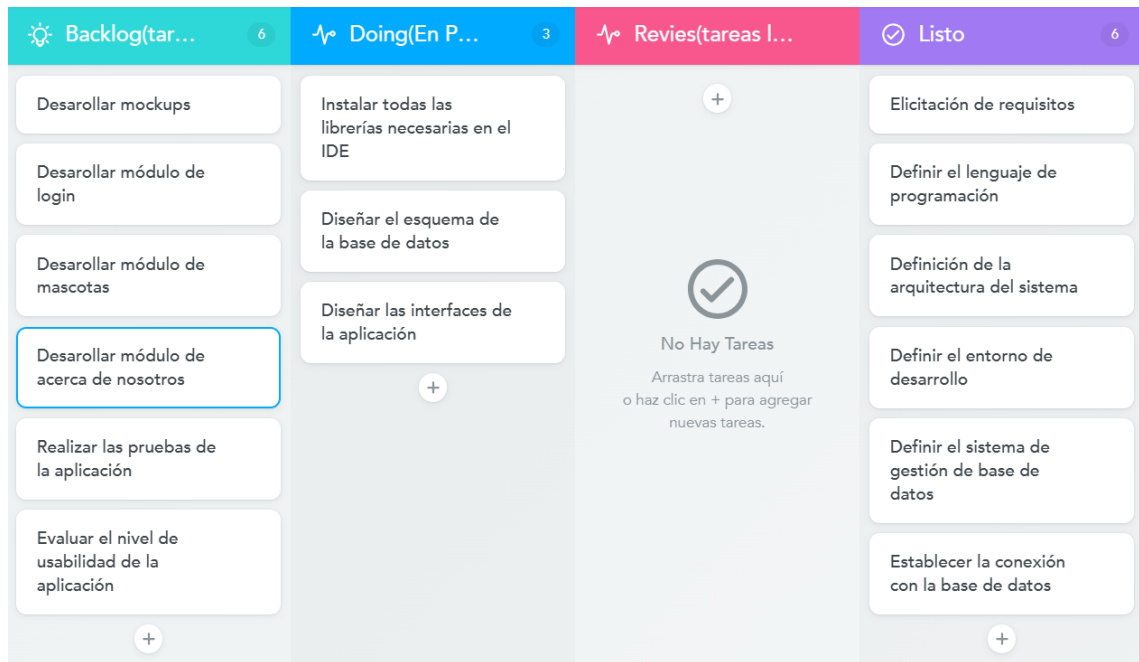 Backlog(tar...
6
Desarollar mockups
Desarollar módulo de
login
Desarollar módulo de
mascotas
Desarollar módulo de
acerca de nosotros
Realizar las pruebas de
la aplicación
Evaluar el nivel de
usabilidad de la
aplicación
+
Doing(En P...
3
Instalar todas las
librerías necesarias en el
IDE
Diseñar el esquema de
la base de datos
Diseñar las interfaces de
la aplicación
+
Revies(tareas l...
+
No Hay Tareas
Arrastra tareas aquí
o haz clic en + para agregar
nuevas tareas.
Listo
6
Elicitación de requisitos
Definir el lenguaje de
programación
Definición de la
arquitectura del sistema
Definir el entorno de
desarrollo
Definir el sistema de
gestión de base de
datos
Establecer la conexión
con la base de datos
+